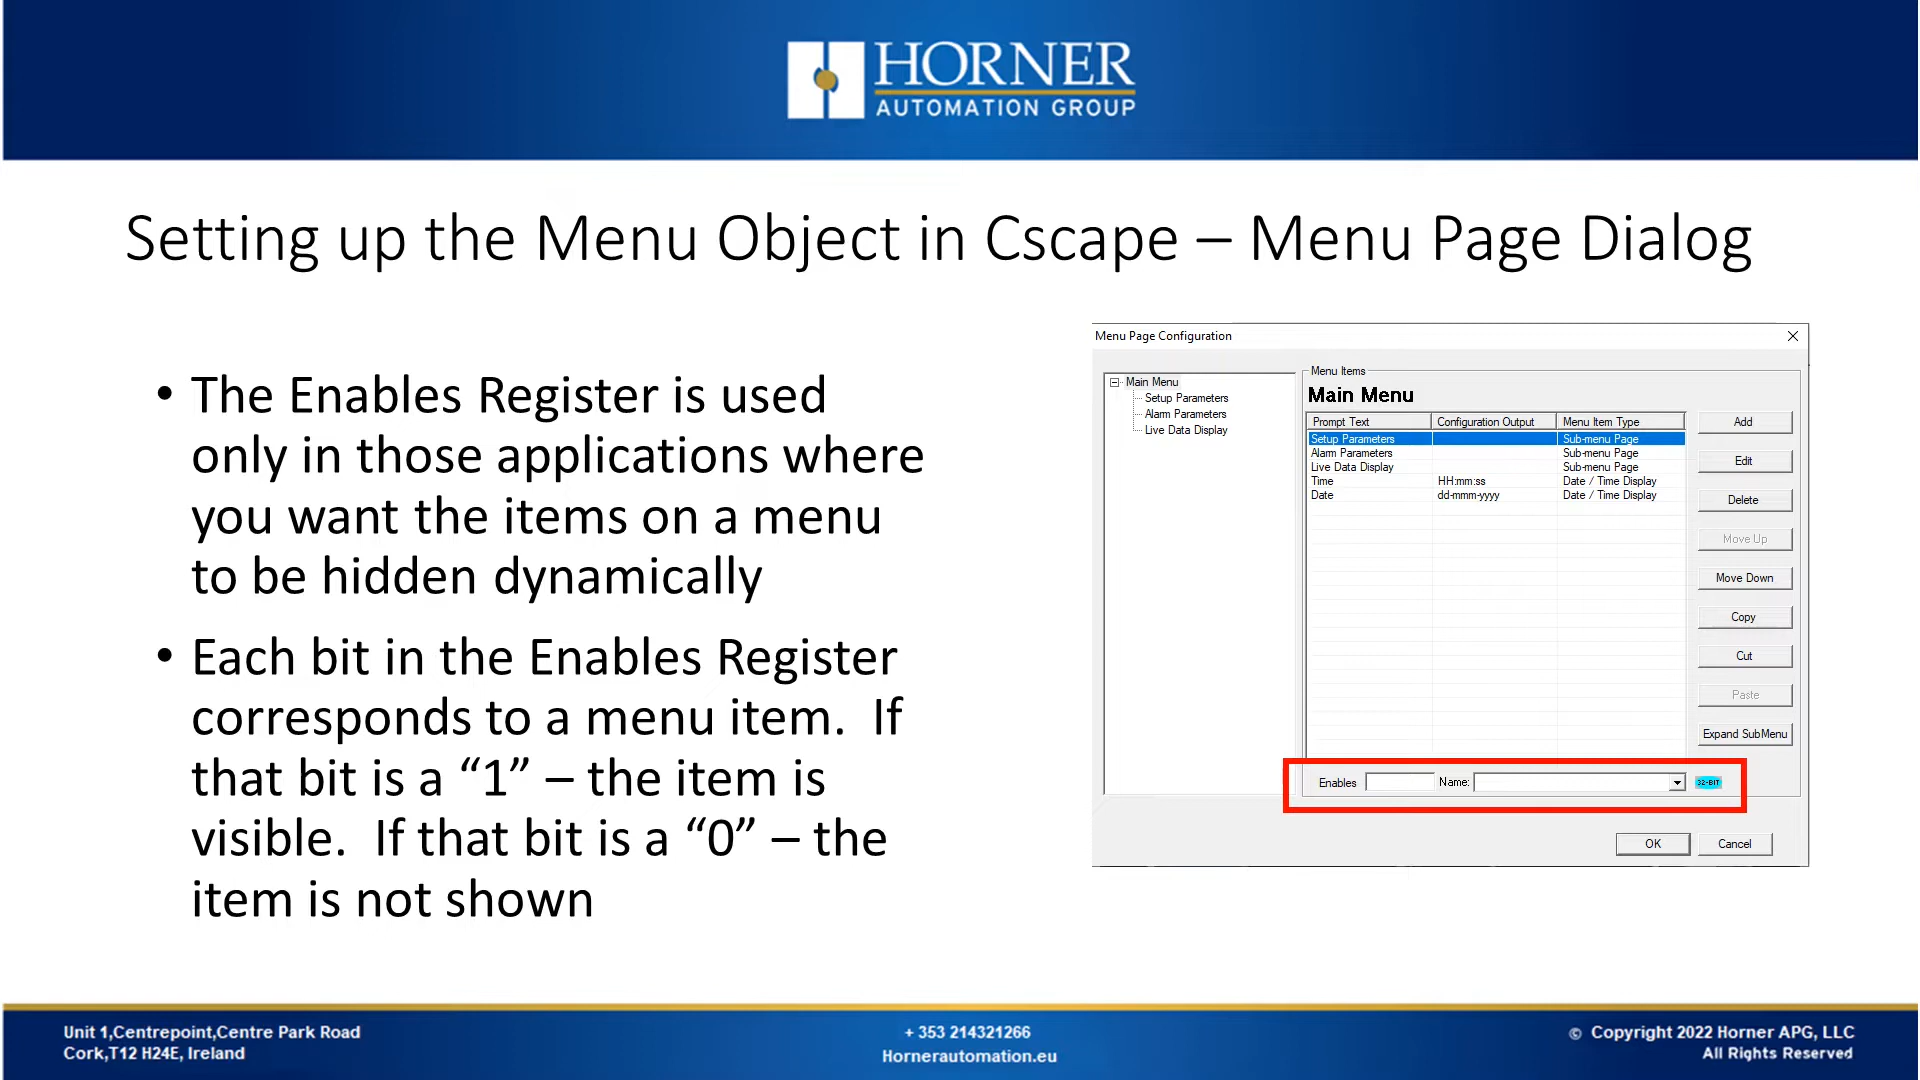 HORNER
AUTOMATION GROUP
Setting up the Menu Object in Cscape – Menu Page Dialog
• The Enables Register is used
only in those applications where
you want the items on a menu
to be hidden dynamically
• Each bit in the Enables Register
corresponds to a menu item.  If
that bit is a “1” – the item is
visible.  If that bit is a “0” – the
item is not shown
Menu Page Configuration
Main Menu
Setup Parameters
Alarm Parameters
Live Data Display
Menu Items
Main Menu
Prompt Text Configuration Output Menu Item Type
Setup Parameters Sub-menu Page
Alarm Parameters Sub-menu Page
Live Data Display Sub-menu Page
Time HH:mm:ss Date / Time Display
Date dd-mmm-yyyy Date / Time Display
Add
Edit
Delete
Move Up
Move Down
Copy
Cut
Paste
Expand SubMenu
Enables Name: 32-BIT
OK Cancel
Unit 1,Centrepoint,Centre Park Road
Cork,T12 H24E, Ireland
+ 353 214321266
Hornerautomation.eu
© Copyright 2022 Horner APG, LLC
All Rights Reserved